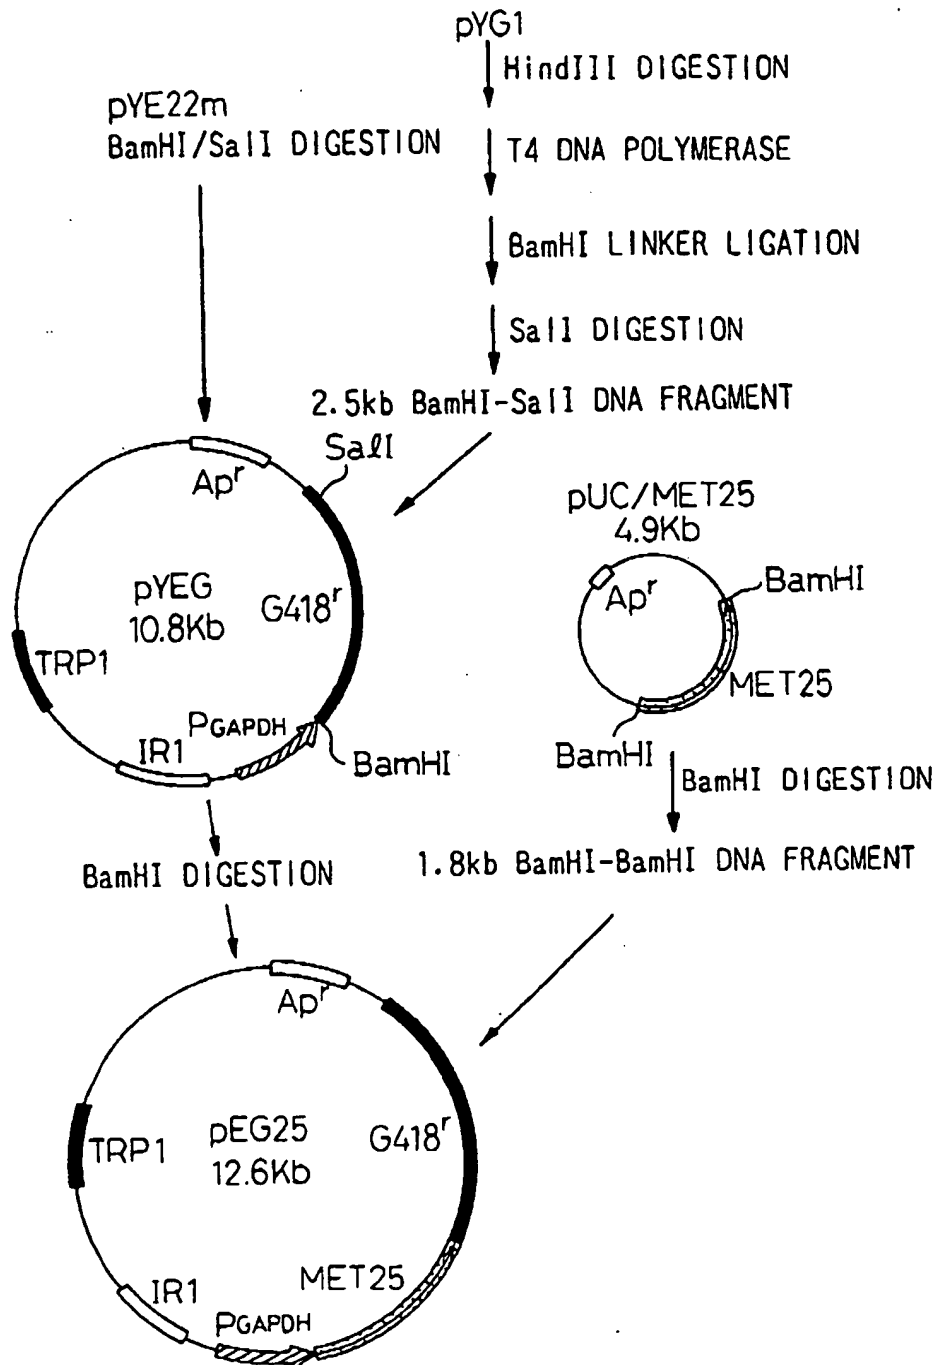 pYG1
HindIII DIGESTION
pYE22m
BamHI/SalI DIGESTION
T4 DNA POLYMERASE
BamHI LINKER LIGATION
SalI DIGESTION
2.5kb BamHI-SalI DNA FRAGMENT
SalI
Apʳ
pYEG
10.8Kb
G418ʳ
TRP1
PGAPDH
IR1
BamHI
pUC/MET25
4.9Kb
Apʳ
BamHI
MET25
BamHI
BamHI DIGESTION
BamHI DIGESTION
1.8kb BamHI-BamHI DNA FRAGMENT
Apʳ
pEG25
12.6Kb
G418ʳ
TRP1
MET25
IR1
PGAPDH